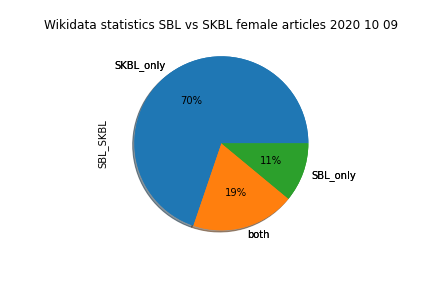 Wikidata statistics SBL vs SKBL female articles 2020 10 09
SKBL_only
70%
SBL_SKBL
11%
SBL_only
19%
both